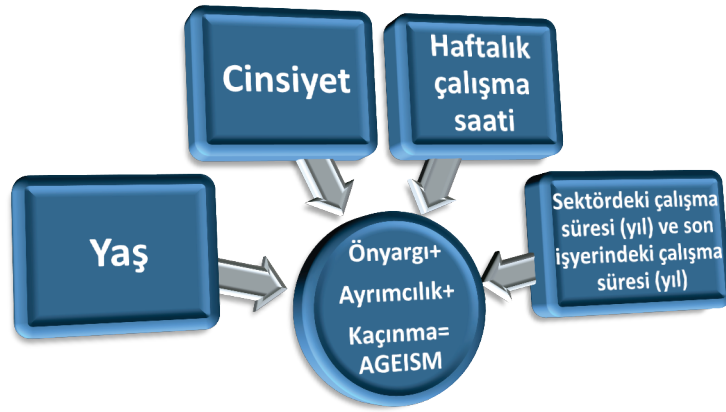 Cinsiyet
Haftalık
çalışma
saati
Yaş
Sektördeki çalışma
süresi (yıl) ve son
işyerindeki çalışma
süresi (yıl)
Önyargı+
Ayrımcılık+
Kaçınma=
AGEISM